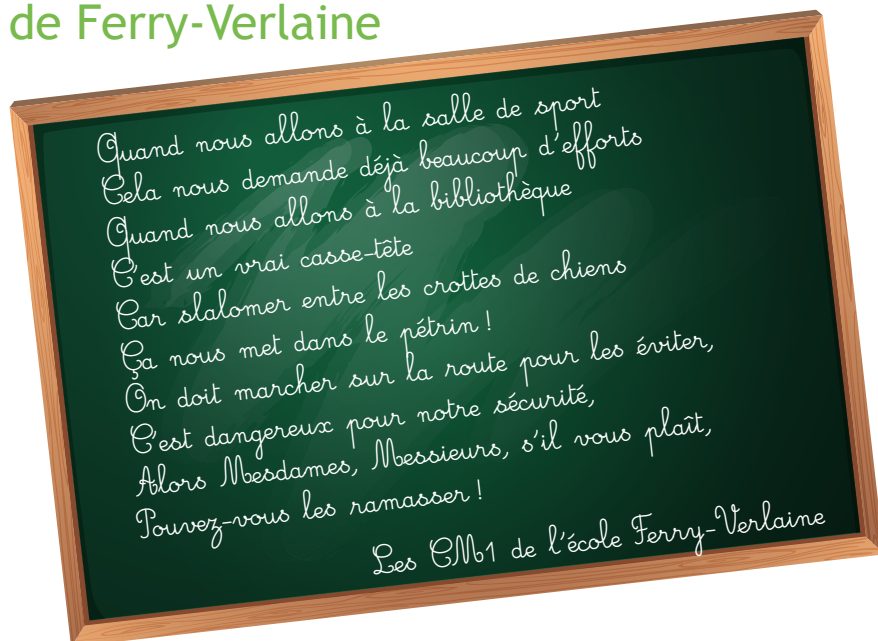 de Ferry-Verlaine
Quand nous allons à la salle de sport
Cela nous demande déjà beaucoup d'efforts
Quand nous allons à la bibliothèque
C'est un vrai casse-tête
Car slalomer entre les crottes de chiens
Ça nous met dans le pétrin !
On doit marcher sur la route pour les éviter,
C'est dangereux pour notre sécurité,
Alors Mesdames, Messieurs, s'il vous plaît,
Pouvez-vous les ramasser !
Les CM1 de l'école Ferry-Verlaine